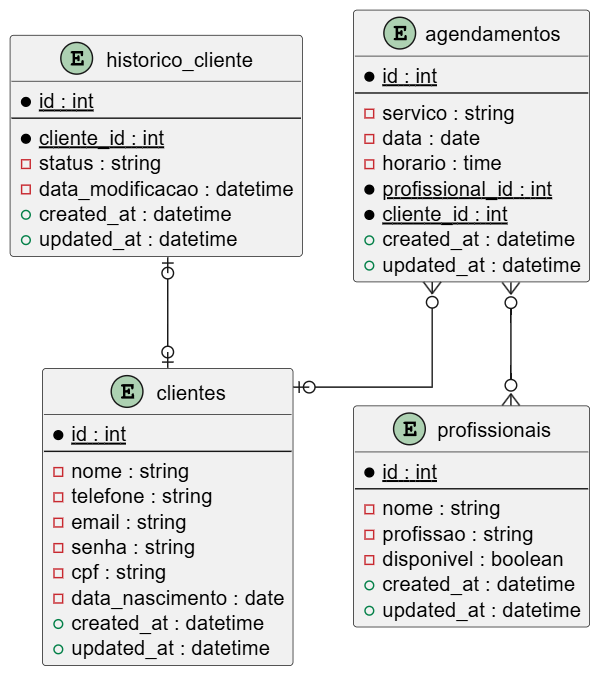 E historico_cliente
id : int
cliente_id : int
status : string
data_modificacao : datetime
created_at : datetime
updated_at : datetime
E agendamentos
id : int
servico : string
data : date
horario : time
profissional_id : int
cliente_id : int
created_at : datetime
updated_at : datetime
E clientes
id : int
nome : string
telefone : string
email : string
senha : string
cpf : string
data_nascimento : date
created_at : datetime
updated_at : datetime
E profissionais
id : int
nome : string
profissao : string
disponivel : boolean
created_at : datetime
updated_at : datetime